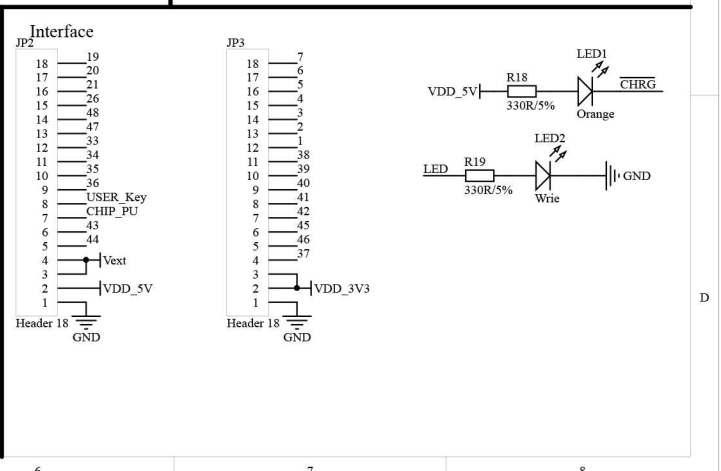 Interface
JP2
18 19
17 20
16 21
15 26
14 48
13 47
12 33
11 34
10 35
9 36
8 USER_Key
7 CHIP_PU
6 43
5 44
4 Vext
3
2 VDD_5V
1
Header 18
GND
JP3
18 7
17 6
16 5
15 4
14 3
13 2
12 1
11 38
10 39
9 40
8 41
7 42
6 45
5 46
4 37
3
2 VDD_3V3
1
Header 18
GND
LED1
R18
VDD_5V CHRG
330R/5%
Orange
LED2
LED R19
330R/5% GND
Wrie
D
6 7 8